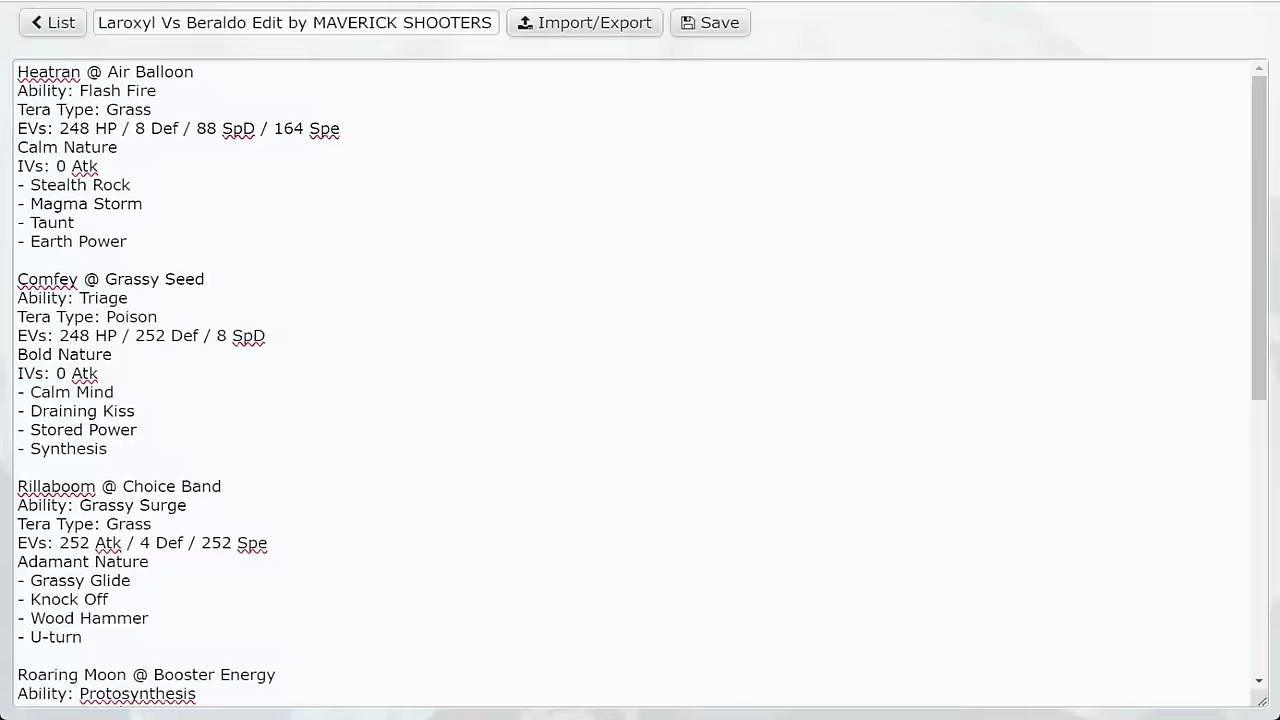 List
Laroxyl Vs Beraldo Edit by MAVERICK SHOOTERS
Import/Export
Save
Heatran @ Air Balloon
Ability: Flash Fire
Tera Type: Grass
EVs: 248 HP / 8 Def / 88 SpD / 164 Spe
Calm Nature
IVs: 0 Atk
- Stealth Rock
- Magma Storm
- Taunt
- Earth Power
Comfey @ Grassy Seed
Ability: Triage
Tera Type: Poison
EVs: 248 HP / 252 Def / 8 SpD
Bold Nature
IVs: 0 Atk
- Calm Mind
- Draining Kiss
- Stored Power
- Synthesis
Rillaboom @ Choice Band
Ability: Grassy Surge
Tera Type: Grass
EVs: 252 Atk / 4 Def / 252 Spe
Adamant Nature
- Grassy Glide
- Knock Off
- Wood Hammer
- U-turn
Roaring Moon @ Booster Energy
Ability: Protosynthesis